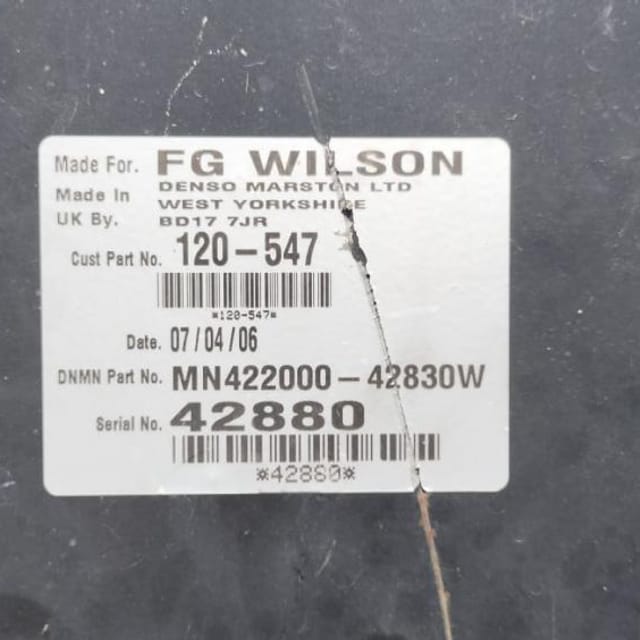 Made For. FG WILSON
Made In DENSO MARSTON LTD
WEST YORKSHIRE
UK By. BD17 7JR
Cust Part No. 120-547
*120-547*
Date. 07/04/06
DNMN Part No. MN422000-42830W
Serial No. 42880
*42880*